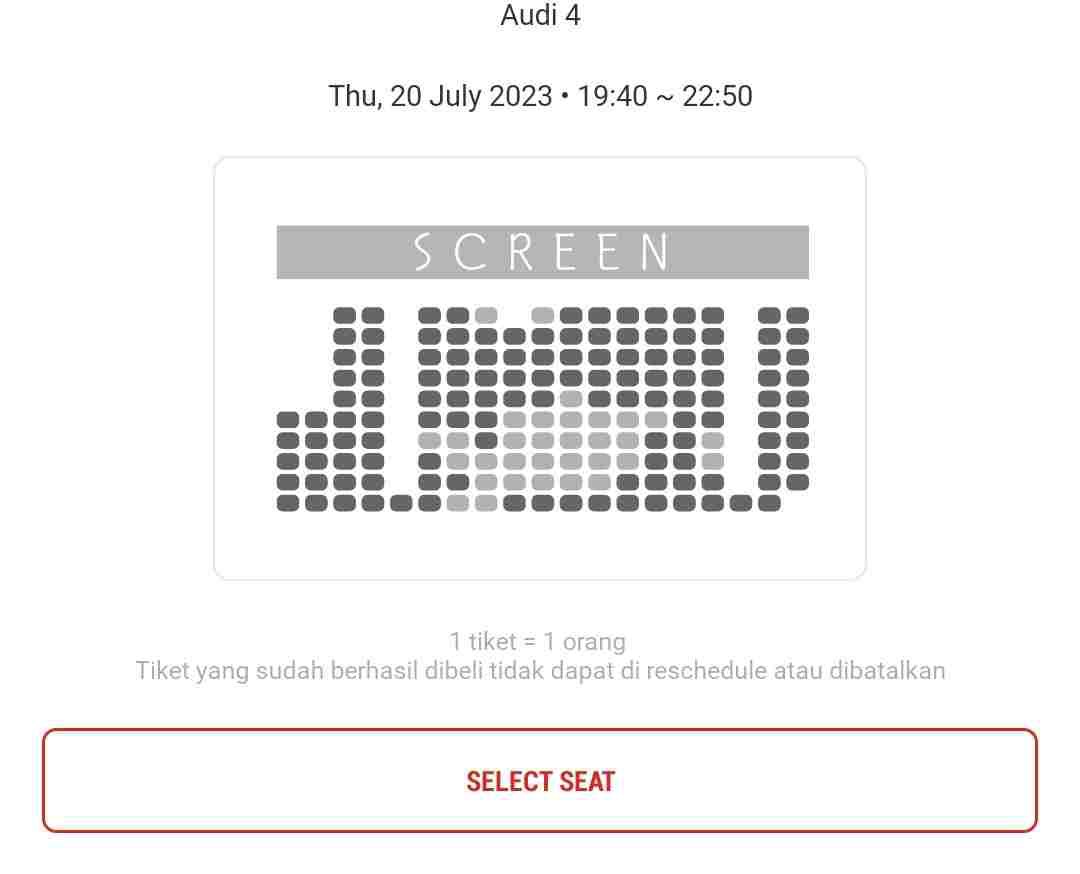 Audi 4
Thu, 20 July 2023 • 19:40 ~ 22:50
SCREEN
1 tiket = 1 orang
Tiket yang sudah berhasil dibeli tidak dapat di reschedule atau dibatalkan
SELECT SEAT